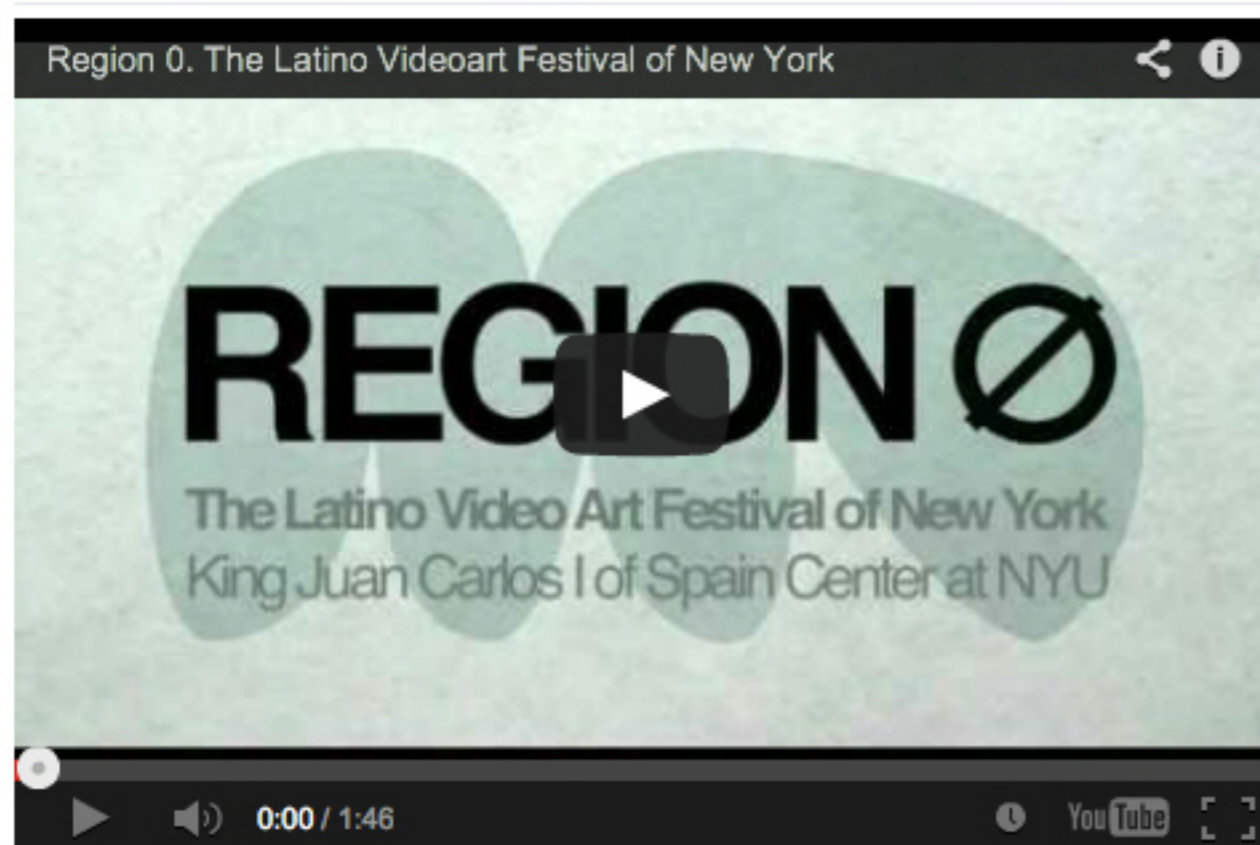 Region 0. The Latino Videoart Festival of New York
REGION Ø
The Latino Video Art Festival of New York
King Juan Carlos I of Spain Center at NYU
0:00 / 1:46
YouTube